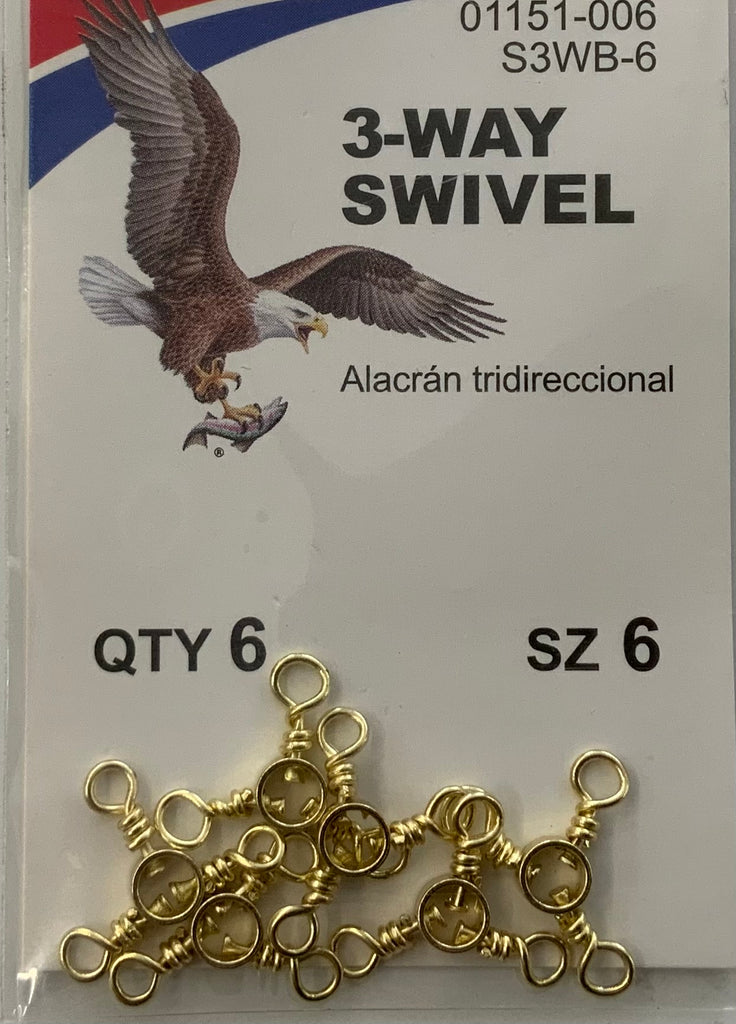 01151-006
S3WB-6
3-WAY
SWIVEL
Alacrán tridireccional
®
QTY 6
SZ 6